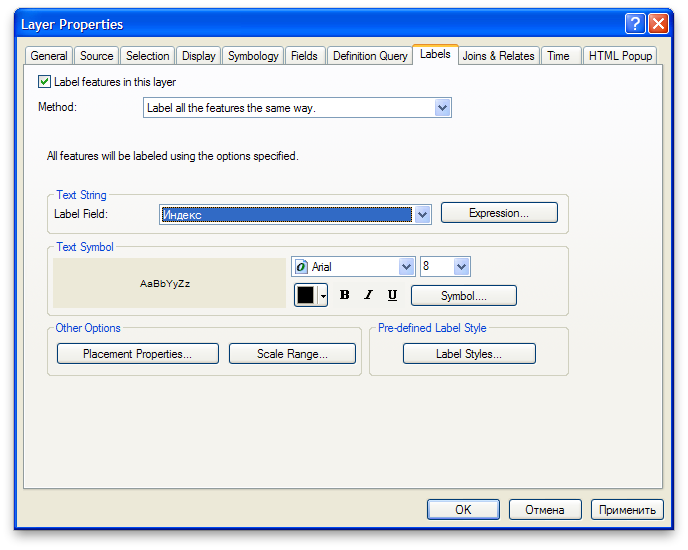 Layer Properties
General Source Selection Display Symbology Fields Definition Query Labels Joins & Relates Time HTML Popup
Label features in this layer
Method: Label all the features the same way.
All features will be labeled using the options specified.
Text String
Label Field: Индекс Expression...
Text Symbol
AaBbYyZz
Arial 8
B I U Symbol....
Other Options Pre-defined Label Style
Placement Properties... Scale Range... Label Styles...
OK Отмена Применить